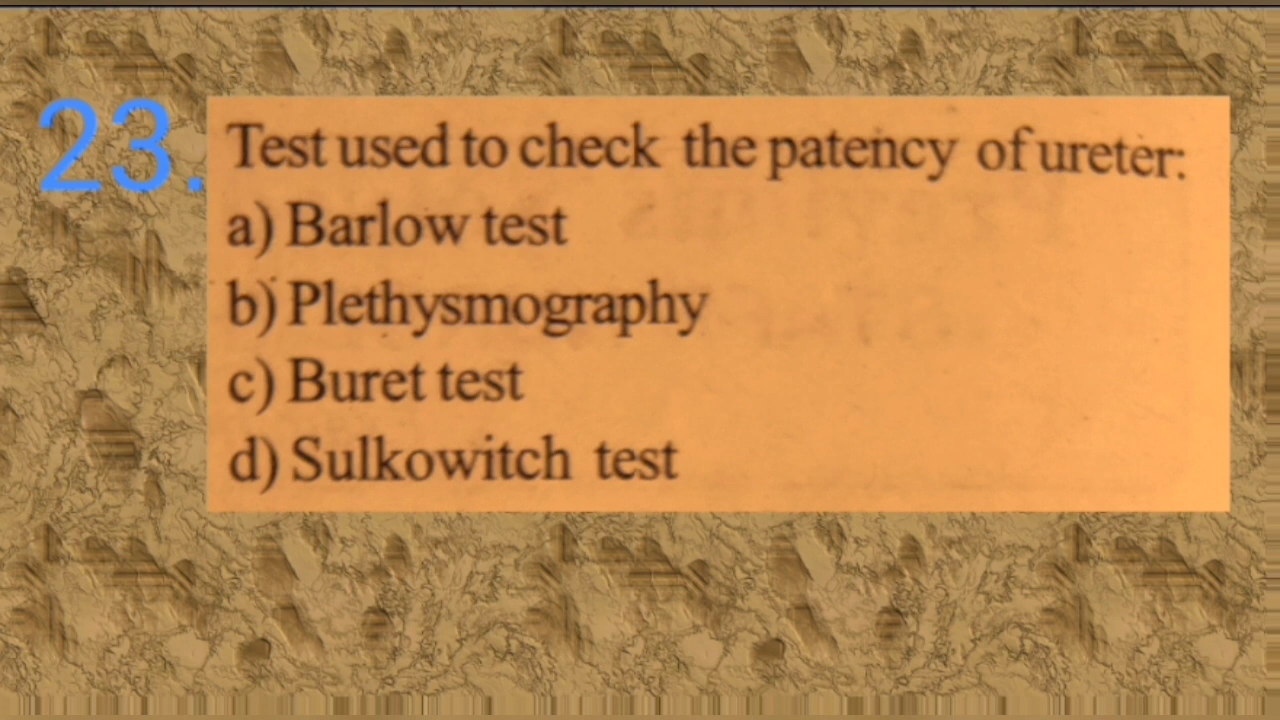 23.
Test used to check the patency of ureter:
a) Barlow test
b) Plethysmography
c) Buret test
d) Sulkowitch test